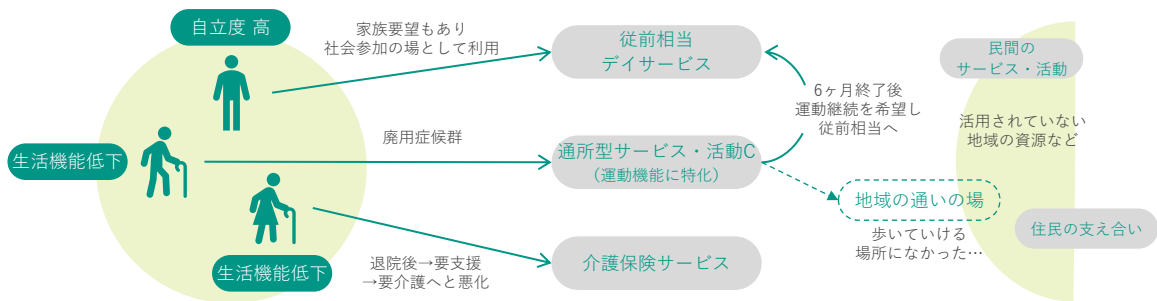 自立度 高
生活機能低下
生活機能低下
家族要望もあり
社会参加の場として利用
廃用症候群
退院後→要支援
→要介護へと悪化
従前相当
デイサービス
通所型サービス・活動C
（運動機能に特化）
介護保険サービス
6ヶ月終了後
運動継続を希望し
従前相当へ
地域の通いの場
歩いていける
場所になかった…
民間の
サービス・活動
活用されていない
地域の資源など
住民の支え合い